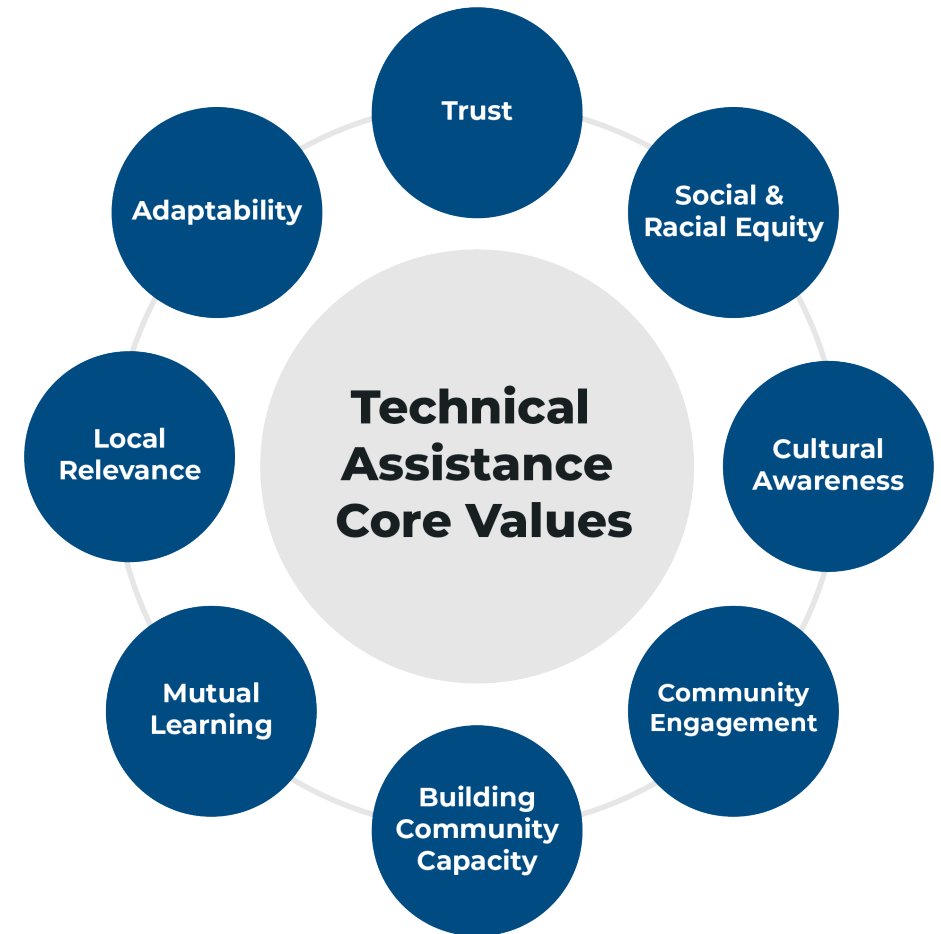 Trust
Social &
Racial Equity
Cultural
Awareness
Community
Engagement
Building
Community
Capacity
Mutual
Learning
Local
Relevance
Adaptability
Technical
Assistance
Core Values